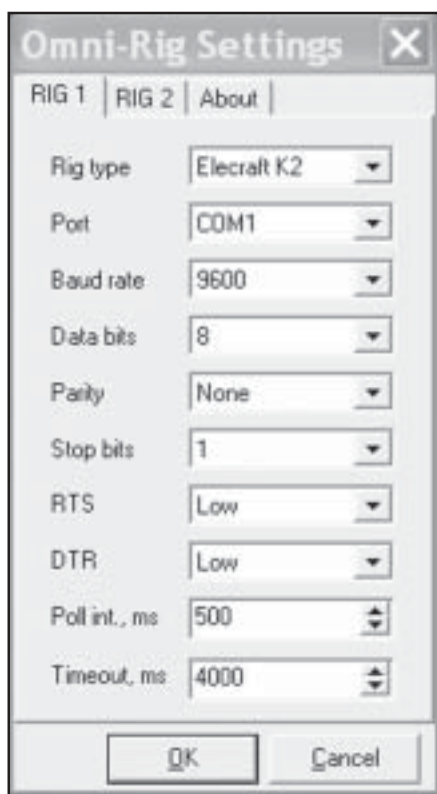 Omni-Rig Settings
RIG 1 RIG 2 About
Rig type Elecraft K2
Port COM1
Baud rate 9600
Data bits 8
Parity None
Stop bits 1
RTS Low
DTR Low
Poll int., ms 500
Timeout, ms 4000
OK Cancel